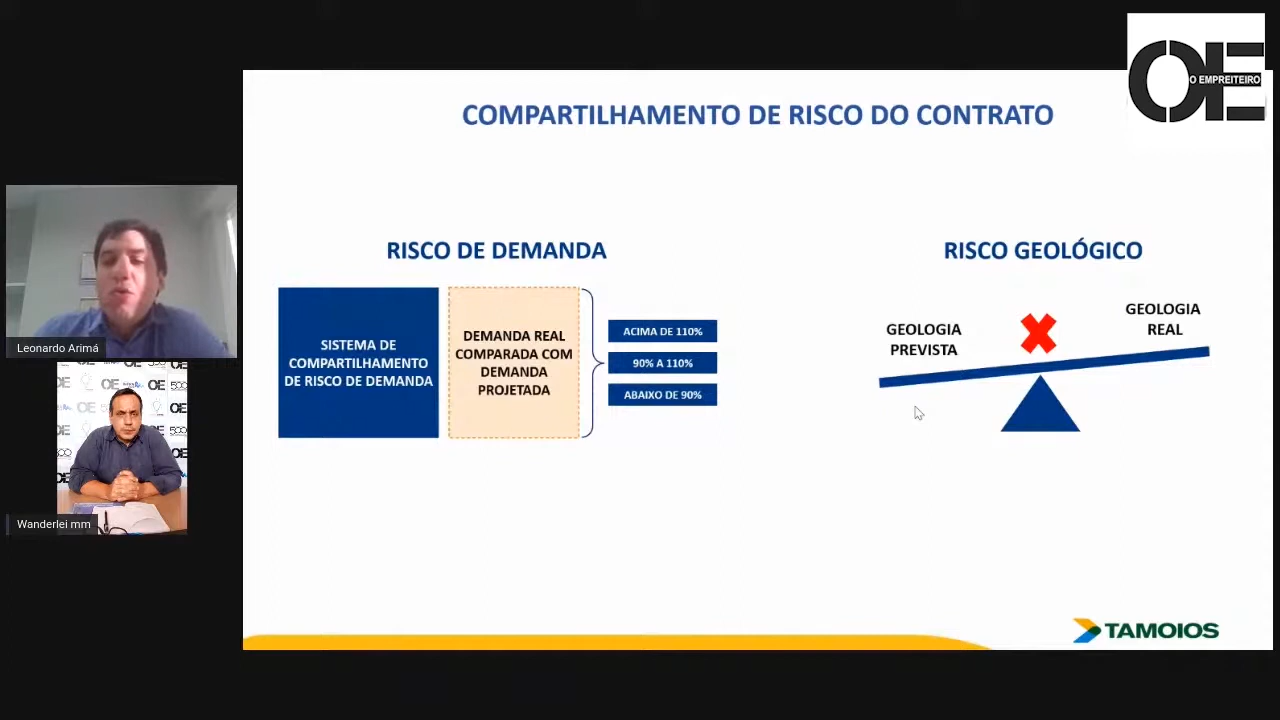 O EMPREITEIRO
COMPARTILHAMENTO DE RISCO DO CONTRATO
RISCO DE DEMANDA
SISTEMA DE
COMPARTILHAMENTO
DE RISCO DE DEMANDA
DEMANDA REAL
COMPARADA COM
DEMANDA
PROJETADA
ACIMA DE 110%
90% A 110%
ABAIXO DE 90%
RISCO GEOLÓGICO
GEOLOGIA
PREVISTA
GEOLOGIA
REAL
TAMOIOS
Leonardo Arimá
Wanderlei mm